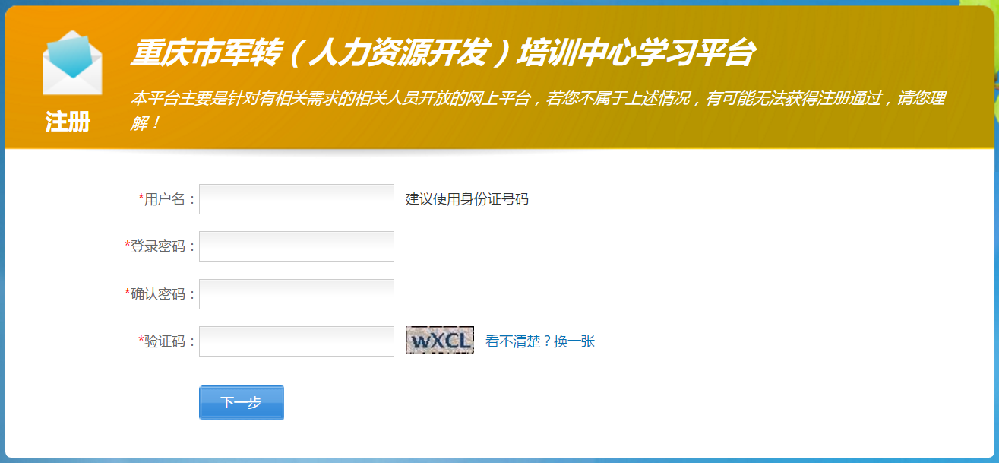 重庆市军转（人力资源开发）培训中心学习平台
本平台主要是针对有相关需求的相关人员开放的网上平台，若您不属于上述情况，有可能无法获得注册通过，请您理
解！
注册
*用户名： 建议使用身份证号码
*登录密码：
*确认密码：
*验证码： wXCL 看不清楚？换一张
下一步